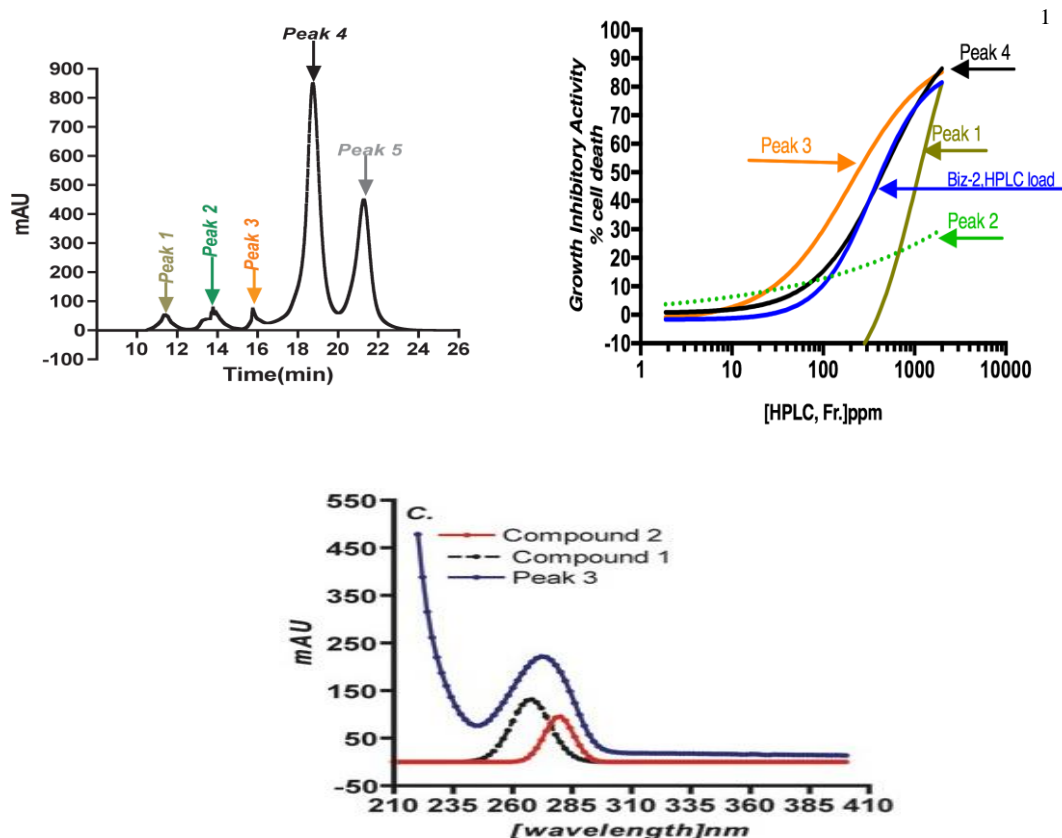 1
Peak 4
Peak 5
Peak 1
Peak 2
Peak 3
900
800
700
600
500
400
300
200
100
0
-100
mAU
10 12 14 16 18 20 22 24 26
Time(min)
Growth Inhibitory Activity
% cell death
100
90
80
70
60
50
40
30
20
10
0
-10
Peak 4
Peak 3
Peak 1
Biz-2,HPLC load
Peak 2
1 10 100 1000 10000
[HPLC, Fr.]ppm
C.
Compound 2
Compound 1
Peak 3
550
450
350
250
150
50
-50
mAU
210 235 260 285 310 335 360 385 410
[wavelength]nm